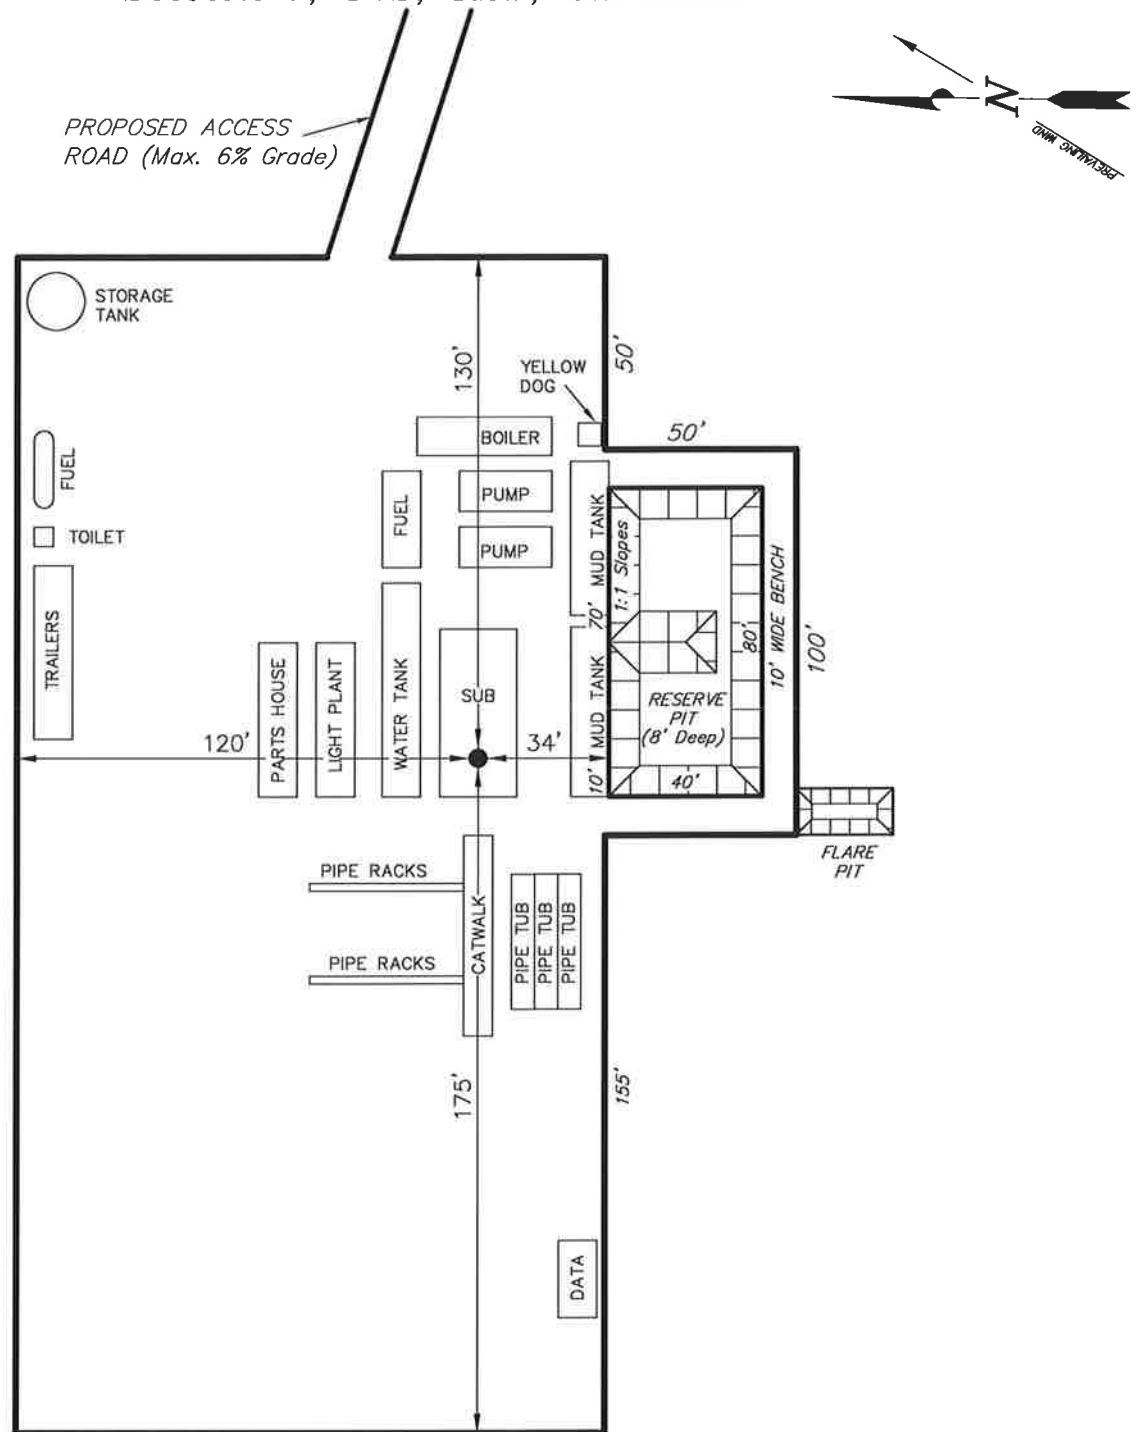 PROPOSED ACCESS
ROAD (Max. 6% Grade)
N
PREVAILING WIND
STORAGE
TANK
130'
YELLOW
DOG
50'
50'
BOILER
FUEL
FUEL
PUMP
TOILET
PUMP
MUD TANK
1:1 Slopes
TRAILERS
70'
80'
10' WIDE BENCH
100'
PARTS HOUSE
LIGHT PLANT
WATER TANK
SUB
MUD TANK
RESERVE
PIT
(8' Deep)
120'
34'
10'
40'
FLARE
PIT
PIPE RACKS
CATWALK
PIPE TUB
PIPE TUB
PIPE TUB
PIPE RACKS
175'
155'
DATA